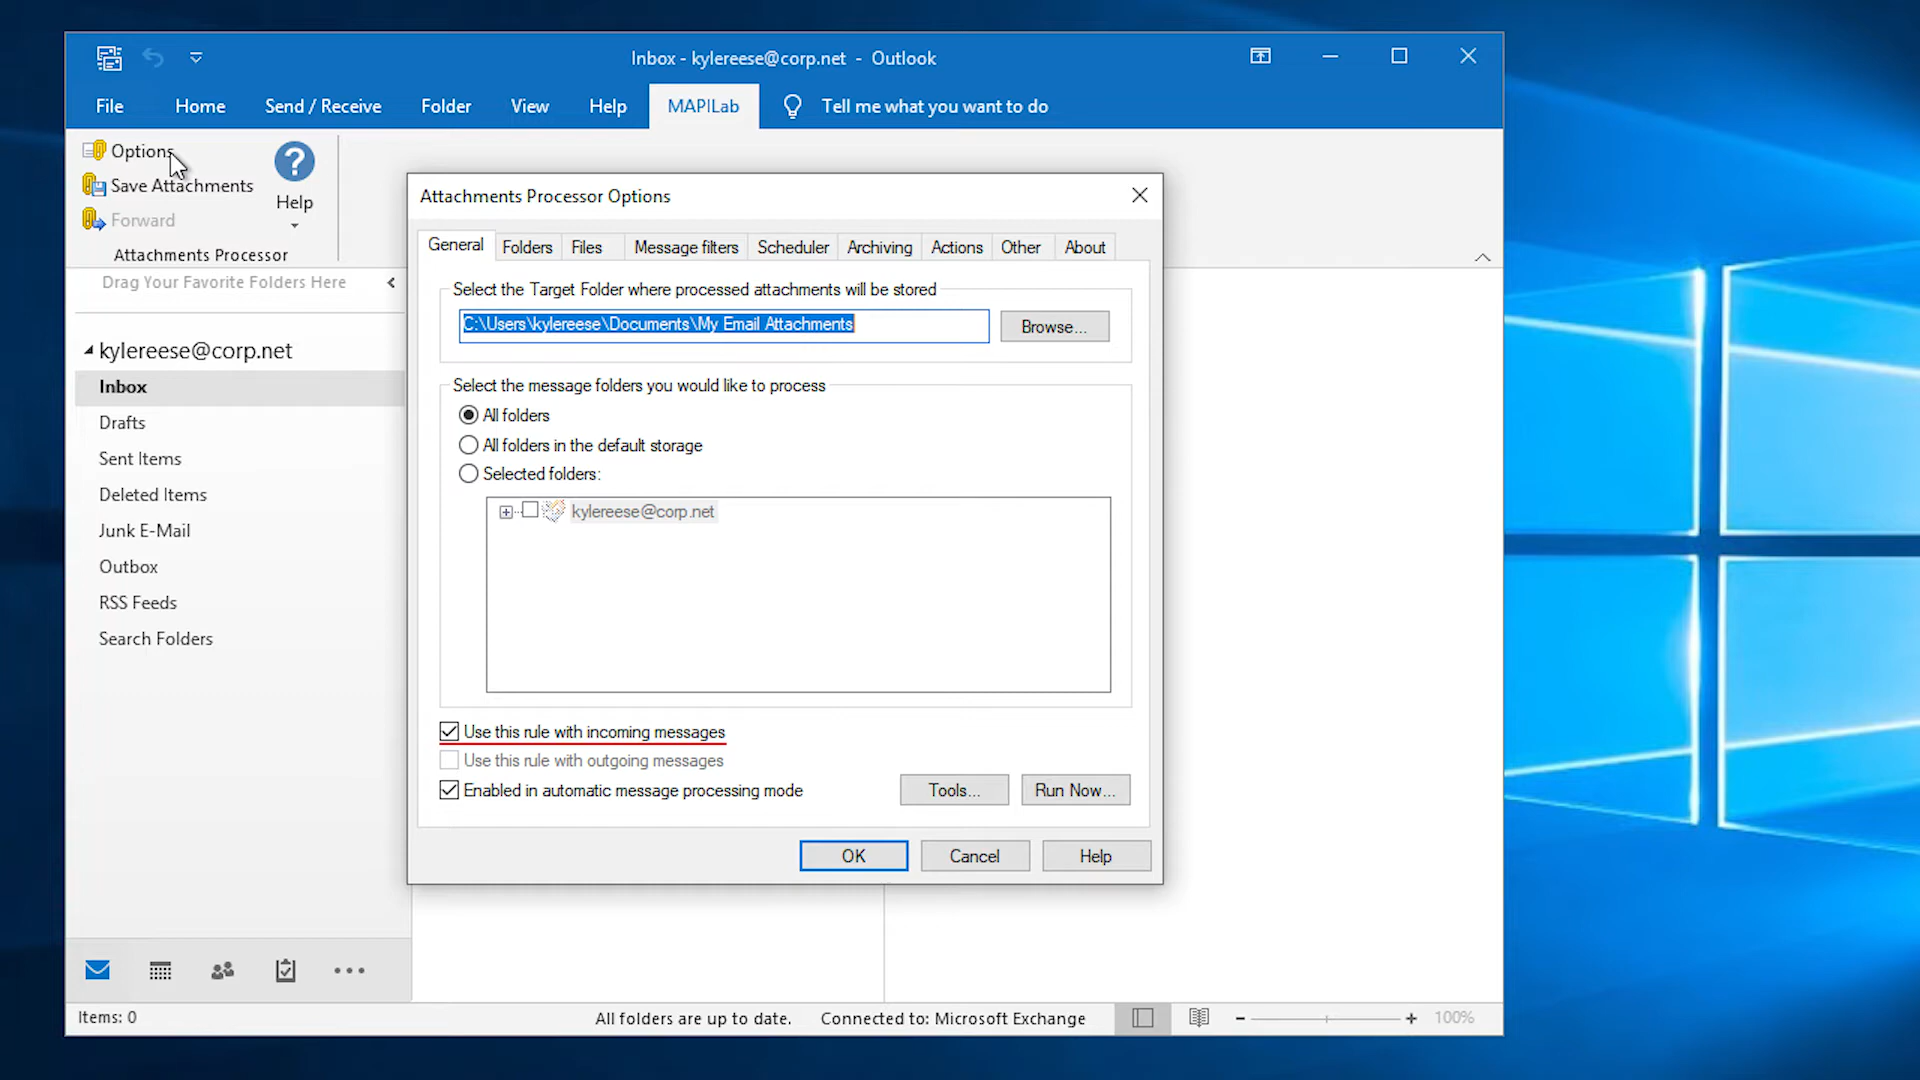 Inbox - kylereese@corp.net - Outlook
File Home Send / Receive Folder View Help MAPILab Tell me what you want to do
Options
Save Attachments
Forward
Help
Attachments Processor
Drag Your Favorite Folders Here
kylereese@corp.net
Inbox
Drafts
Sent Items
Deleted Items
Junk E-Mail
Outbox
RSS Feeds
Search Folders
Attachments Processor Options
General Folders Files Message filters Scheduler Archiving Actions Other About
Select the Target Folder where processed attachments will be stored
C:\Users\kylereese\Documents\My Email Attachments
Browse...
Select the message folders you would like to process
All folders
All folders in the default storage
Selected folders:
kylereese@corp.net
Use this rule with incoming messages
Use this rule with outgoing messages
Enabled in automatic message processing mode
Tools... Run Now...
OK Cancel Help
Items: 0 All folders are up to date. Connected to: Microsoft Exchange 100%